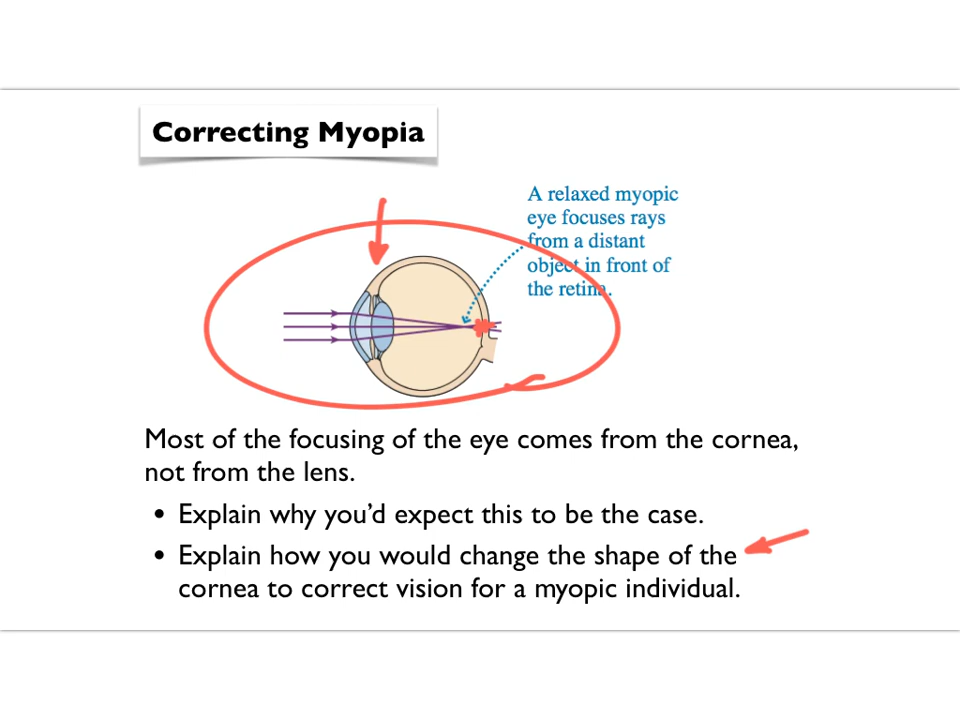 Correcting Myopia
A relaxed myopic
eye focuses rays
from a distant
object in front of
the retina.
Most of the focusing of the eye comes from the cornea,
not from the lens.
• Explain why you’d expect this to be the case.
• Explain how you would change the shape of the
cornea to correct vision for a myopic individual.